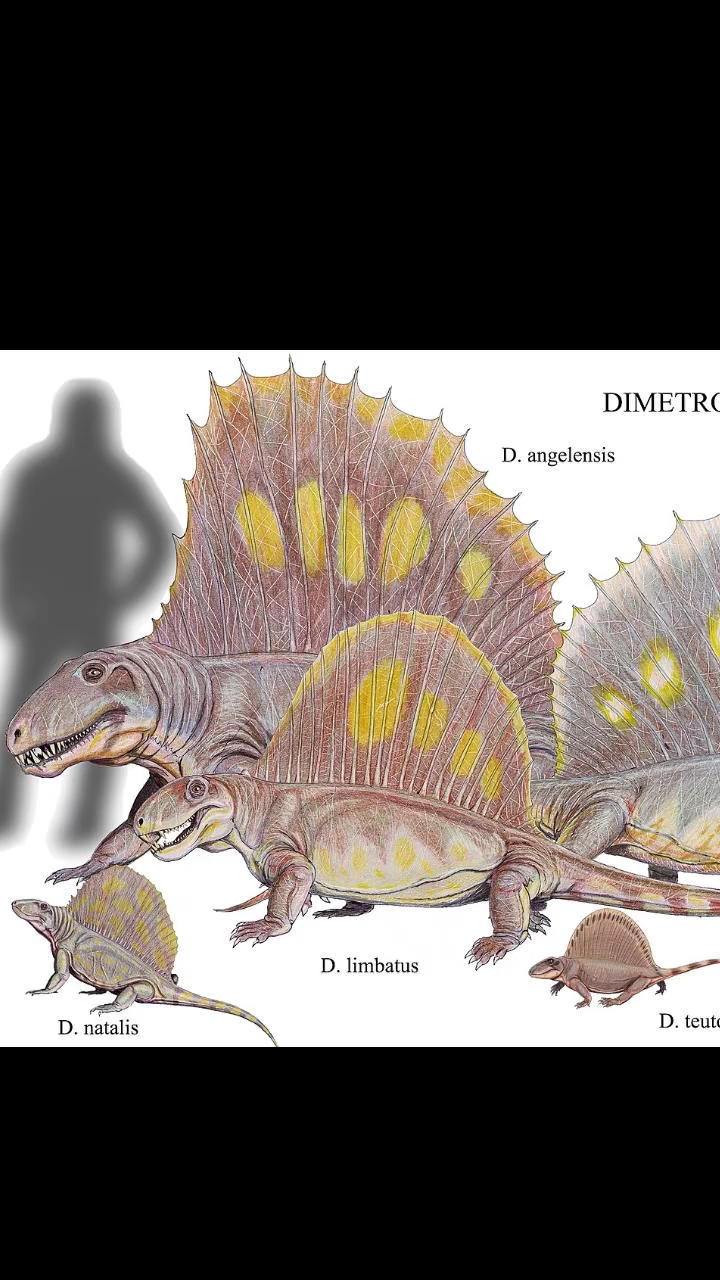 DIMETRO
D. angelensis
D. limbatus
D. natalis
D. teuto